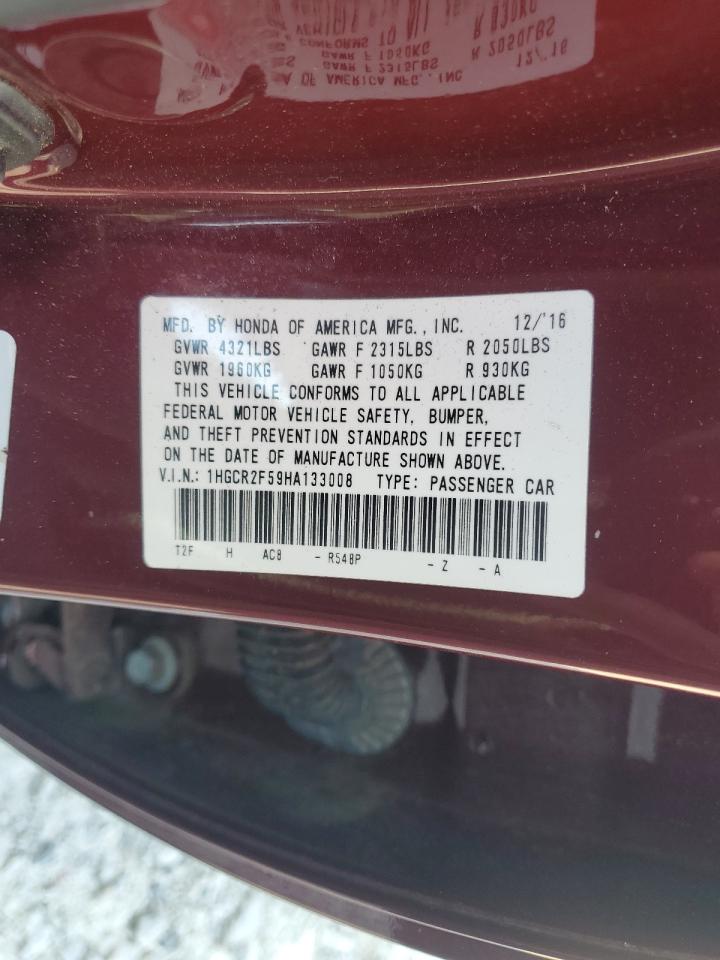 MFD. BY HONDA OF AMERICA MFG., INC. 12/'16
GVWR 4321LBS GAWR F 2315LBS R 2050LBS
GVWR 1960KG GAWR F 1050KG R 930KG
THIS VEHICLE CONFORMS TO ALL APPLICABLE
FEDERAL MOTOR VEHICLE SAFETY, BUMPER,
AND THEFT PREVENTION STANDARDS IN EFFECT
ON THE DATE OF MANUFACTURE SHOWN ABOVE.
V.I.N.: 1HGCR2F59HA133008 TYPE: PASSENGER CAR
T2F H AC8 - R548P - Z - A